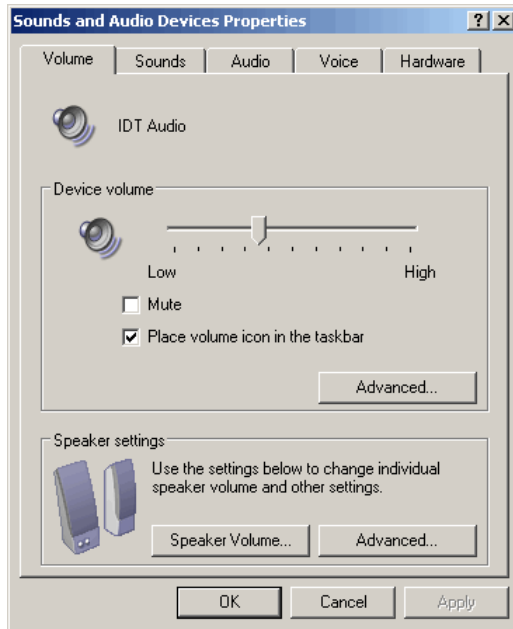 Sounds and Audio Devices Properties
Volume Sounds Audio Voice Hardware
IDT Audio
Device volume
Low High
Mute
Place volume icon in the taskbar
Advanced...
Speaker settings
Use the settings below to change individual
speaker volume and other settings.
Speaker Volume... Advanced...
OK Cancel Apply